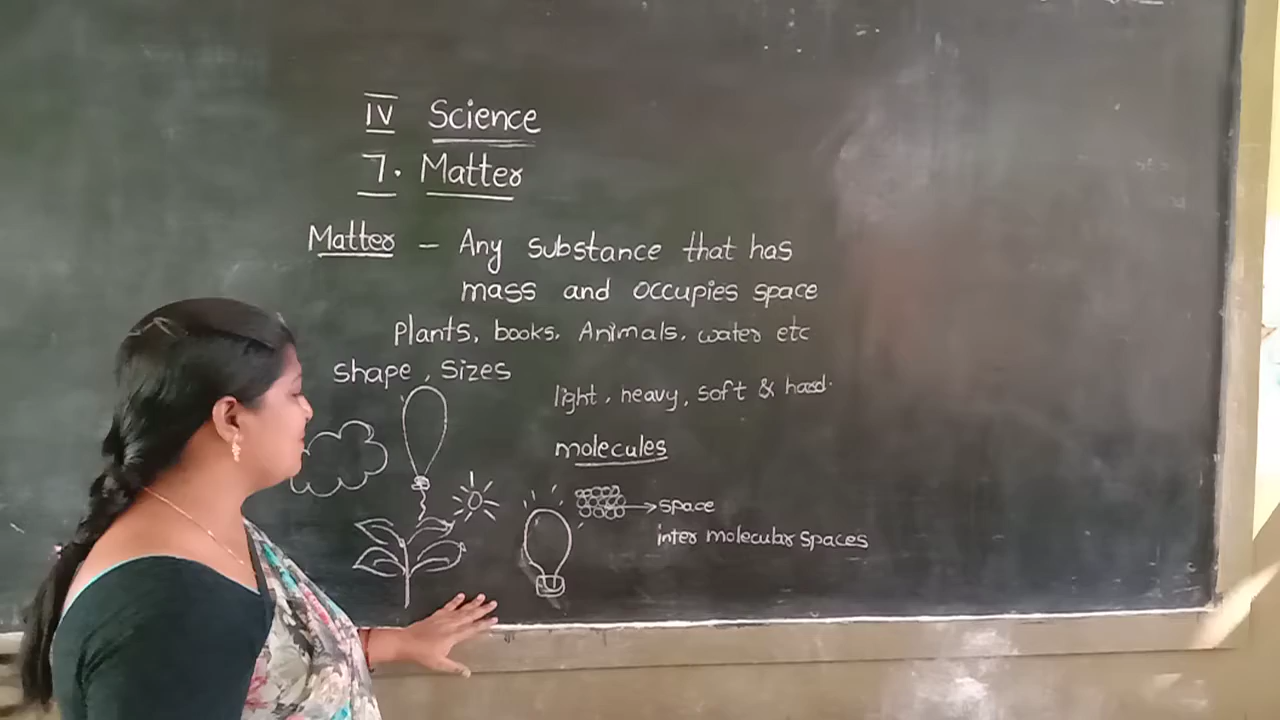 IV Science
7. Matter
Matter – Any substance that has
mass and occupies space
Plants, books, Animals, water etc
shape, sizes
light, heavy, soft & hard.
molecules
space
inter molecular spaces